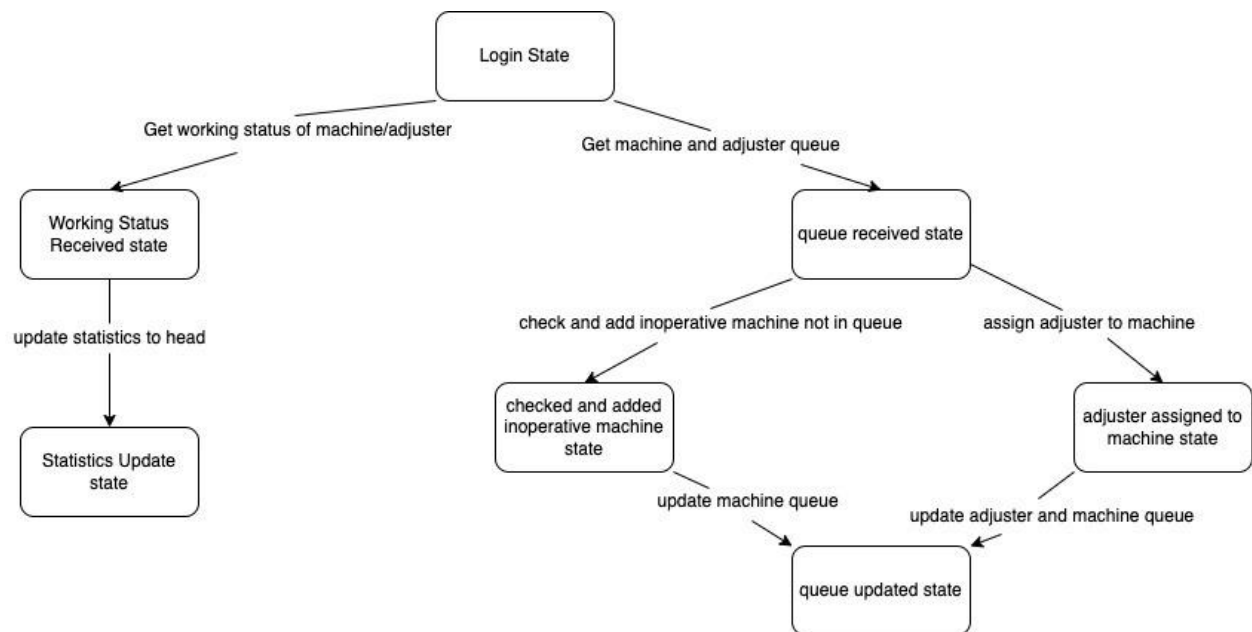 Login State
Get working status of machine/adjuster
Get machine and adjuster queue
Working Status
Received state
queue received state
update statistics to head
check and add inoperative machine not in queue
assign adjuster to machine
checked and added
inoperative machine
state
adjuster assigned to
machine state
Statistics Update
state
update machine queue
update adjuster and machine queue
queue updated state